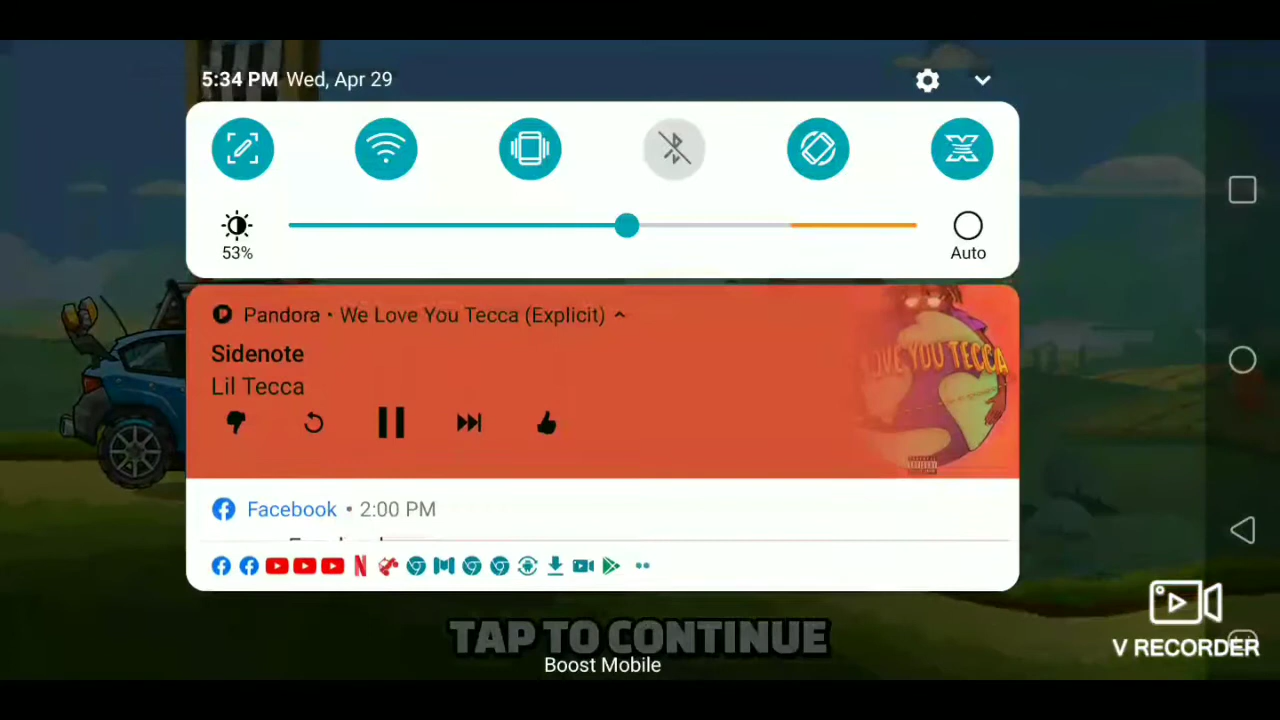 5:34 PM Wed, Apr 29
53%
Auto
Pandora • We Love You Tecca (Explicit)
Sidenote
Lil Tecca
LOVE YOU TECCA
Facebook • 2:00 PM
TAP TO CONTINUE
Boost Mobile
V RECORDER